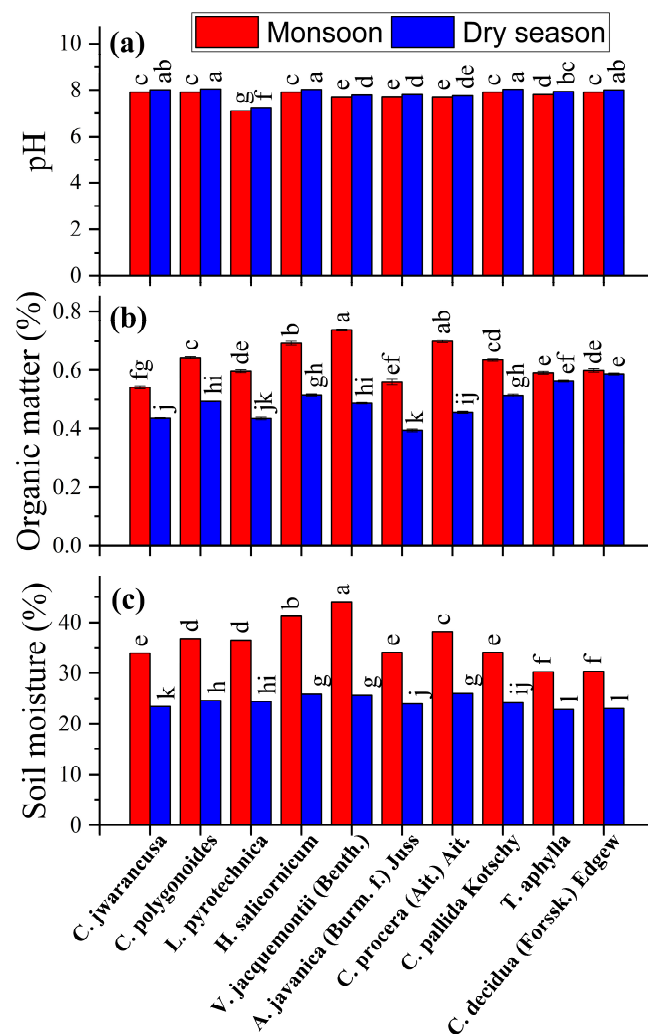 Monsoon Dry season
(a)
10
8
6
4
2
0
pH
c ab c a g f c a e d e d e de c a d bc c ab
(b)
0.8
0.6
0.4
0.2
0.0
Organic matter (%)
fg j c hi de jk b gh a hi ef k ab ij cd gh e ef de e
(c)
40
30
20
10
0
Soil moisture (%)
e k d h d hi b g a g e j c g e ij f l f l
C. jwarancusa
C. polygonoides
L. pyrotechnica
H. salicornicum
V. jacquemontii (Benth.)
A. javanica (Burm. f.) Juss
C. procera (Ait.) Ait.
C. pallida Kotschy
T. aphylla
C. decidua (Forssk.) Edgew